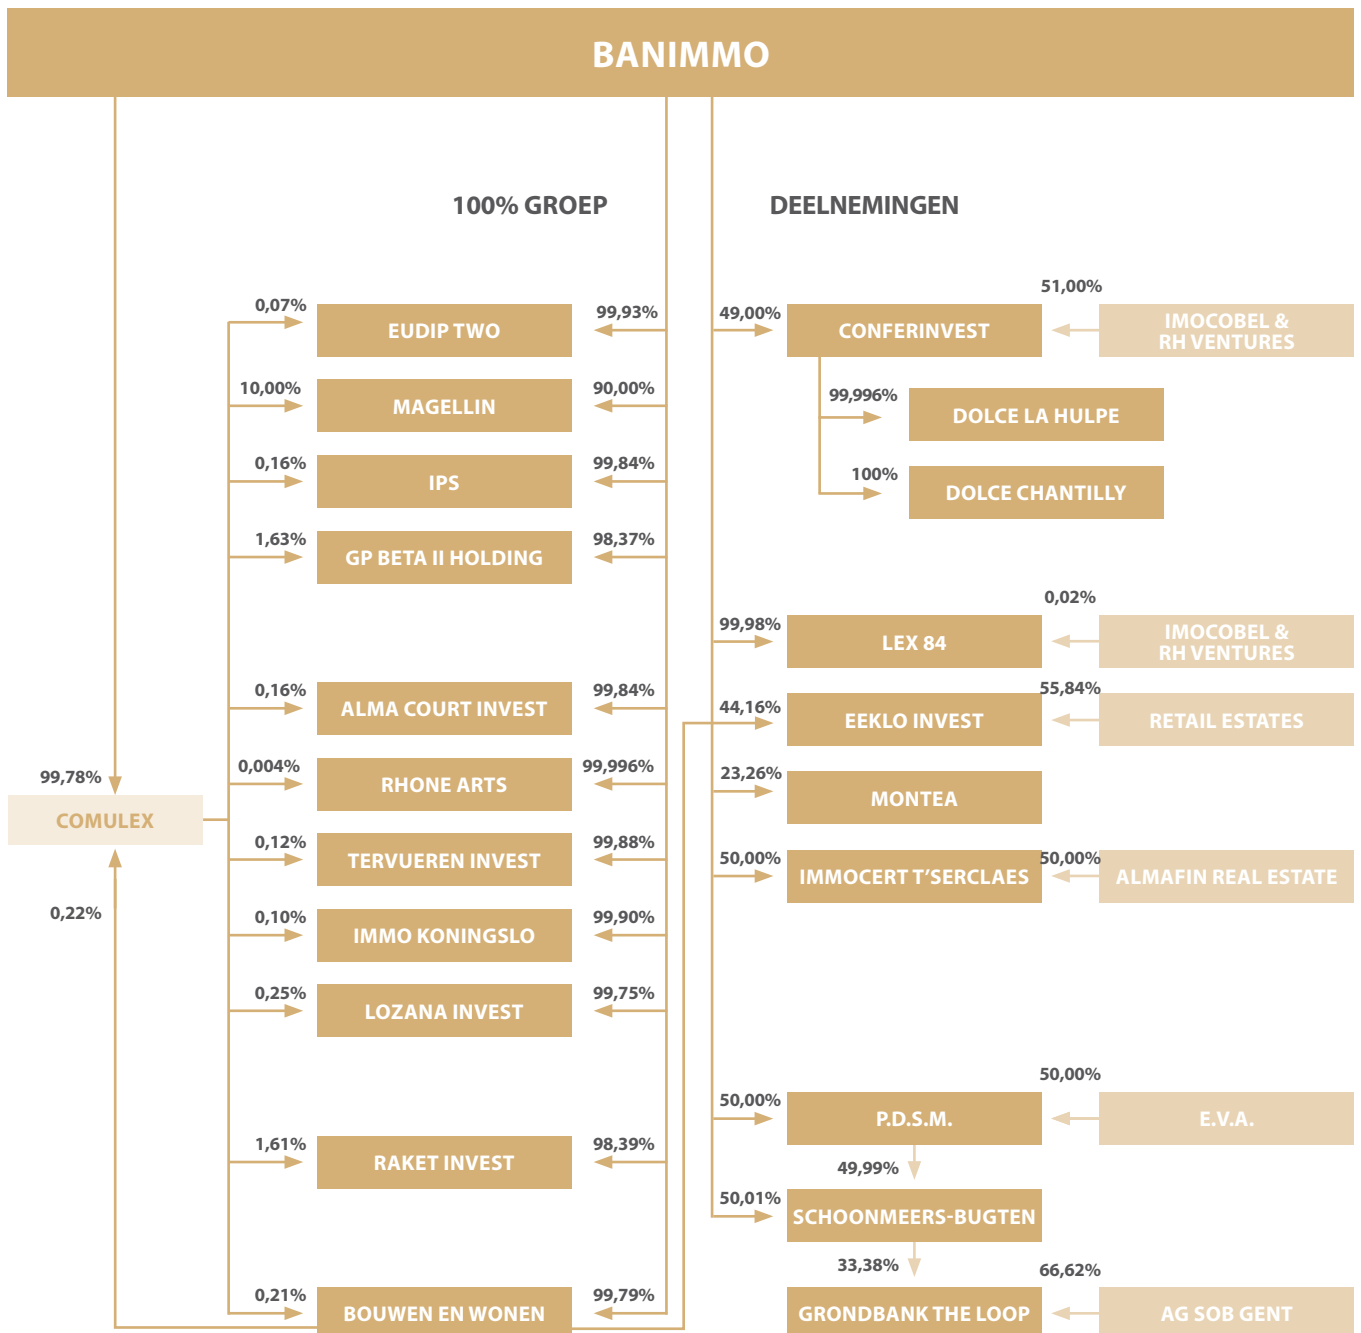 BANIMMO
100% GROEP
DEELNEMINGEN
0,07%
EUDIP TWO
99,93%
10,00%
MAGELLIN
90,00%
0,16%
IPS
99,84%
1,63%
GP BETA II HOLDING
98,37%
0,16%
ALMA COURT INVEST
99,84%
0,004%
RHONE ARTS
99,996%
99,78%
COMULEX
0,22%
0,12%
TERVUEREN INVEST
99,88%
0,10%
IMMO KONINGSLO
99,90%
0,25%
LOZANA INVEST
99,75%
1,61%
RAKET INVEST
98,39%
0,21%
BOUWEN EN WONEN
99,79%
49,00%
CONFERINVEST
51,00%
IMOCOBEL &
RH VENTURES
99,996%
DOLCE LA HULPE
100%
DOLCE CHANTILLY
99,98%
LEX 84
0,02%
IMOCOBEL &
RH VENTURES
44,16%
EEKLO INVEST
55,84%
RETAIL ESTATES
23,26%
MONTEA
50,00%
IMMOCERT T’SERCLAES
50,00%
ALMAFIN REAL ESTATE
50,00%
P.D.S.M.
50,00%
E.V.A.
49,99%
50,01%
SCHOONMEERS-BUGTEN
33,38%
GRONDBANK THE LOOP
66,62%
AG SOB GENT